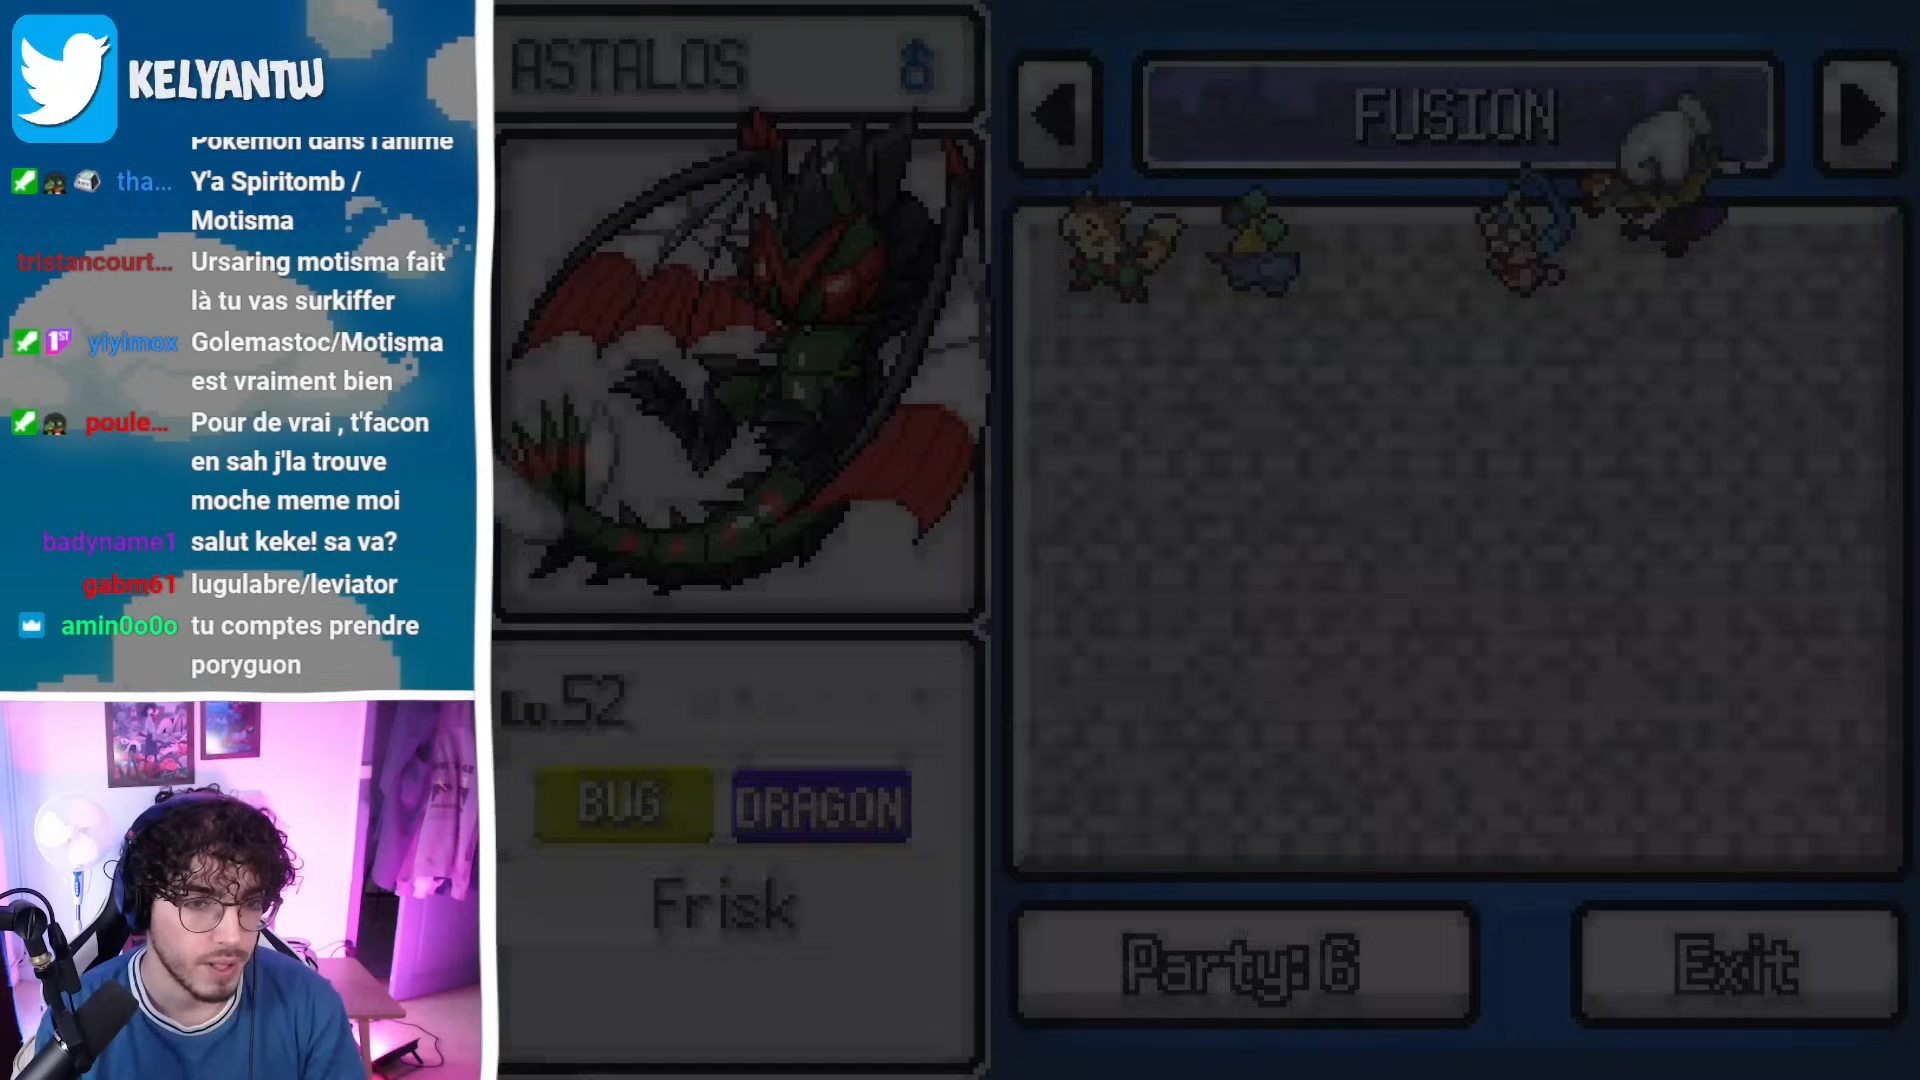 KELYANTW
Pokemon dans l'anime
tha... Y'a Spiritomb /
Motisma
tristancourt... Ursaring motisma fait
là tu vas surkiffer
1ST yiyimox Golemastoc/Motisma
est vraiment bien
poule... Pour de vrai , t'facon
en sah j'la trouve
moche meme moi
badyname1 salut keke! sa va?
gabm61 lugulabre/leviator
amin0o0o tu comptes prendre
poryguon
ASTALOS
Lv.52
BUG DRAGON
Frisk
FUSION
Party: 6
Exit